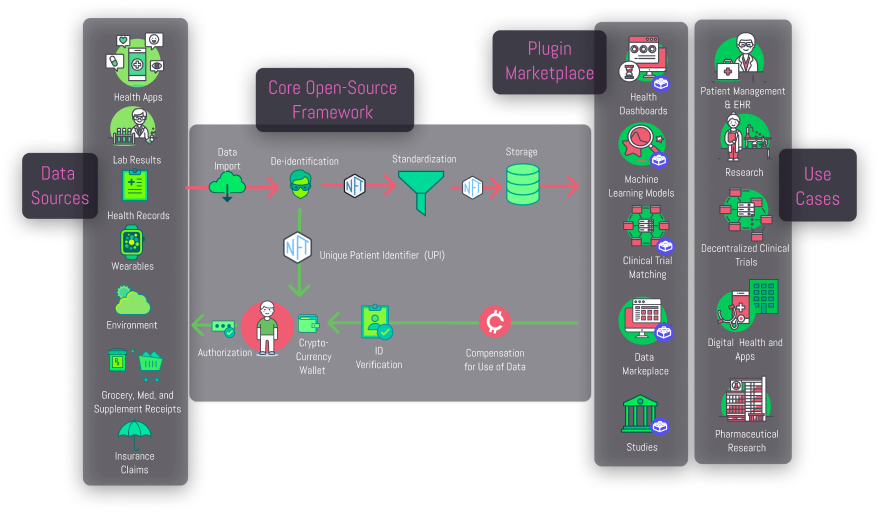 Data
Sources
Health Apps
Lab Results
Health Records
Wearables
Environment
Grocery, Med, and
Supplement Receipts
Insurance
Claims
Core Open-Source
Framework
Data
Import
De-identification
NFT
Standardization
NFT
Storage
NFT
Unique Patient Identifier (UPI)
Authorization
Crypto-
Currency
Wallet
ID
Verification
Compensation
for Use of Data
Plugin
Marketplace
Health
Dashboards
Machine
Learning Models
Clinical Trial
Matching
Data
Markeplace
Studies
Use
Cases
Patient Management
& EHR
Research
Decentralized Clinical
Trials
Digital Health and
Apps
Pharmaceutical
Research